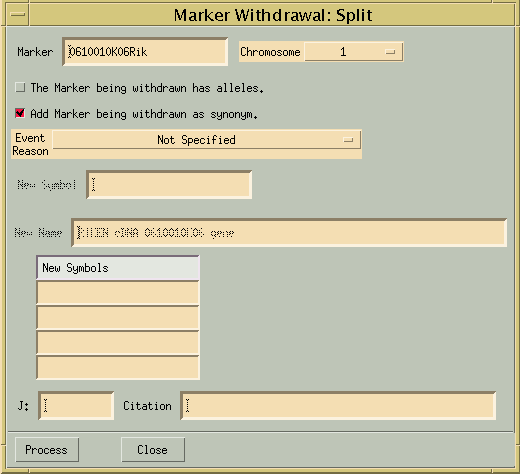 Marker Withdrawal: Split
Marker 0610010K06Rik Chromosome 1
The Marker being withdrawn has alleles.
Add Marker being withdrawn as synonym.
Event
Reason
Not Specified
New Symbol
New Name RIKEN cDNA 0610010K06 gene
New Symbols
J: Citation
Process Close